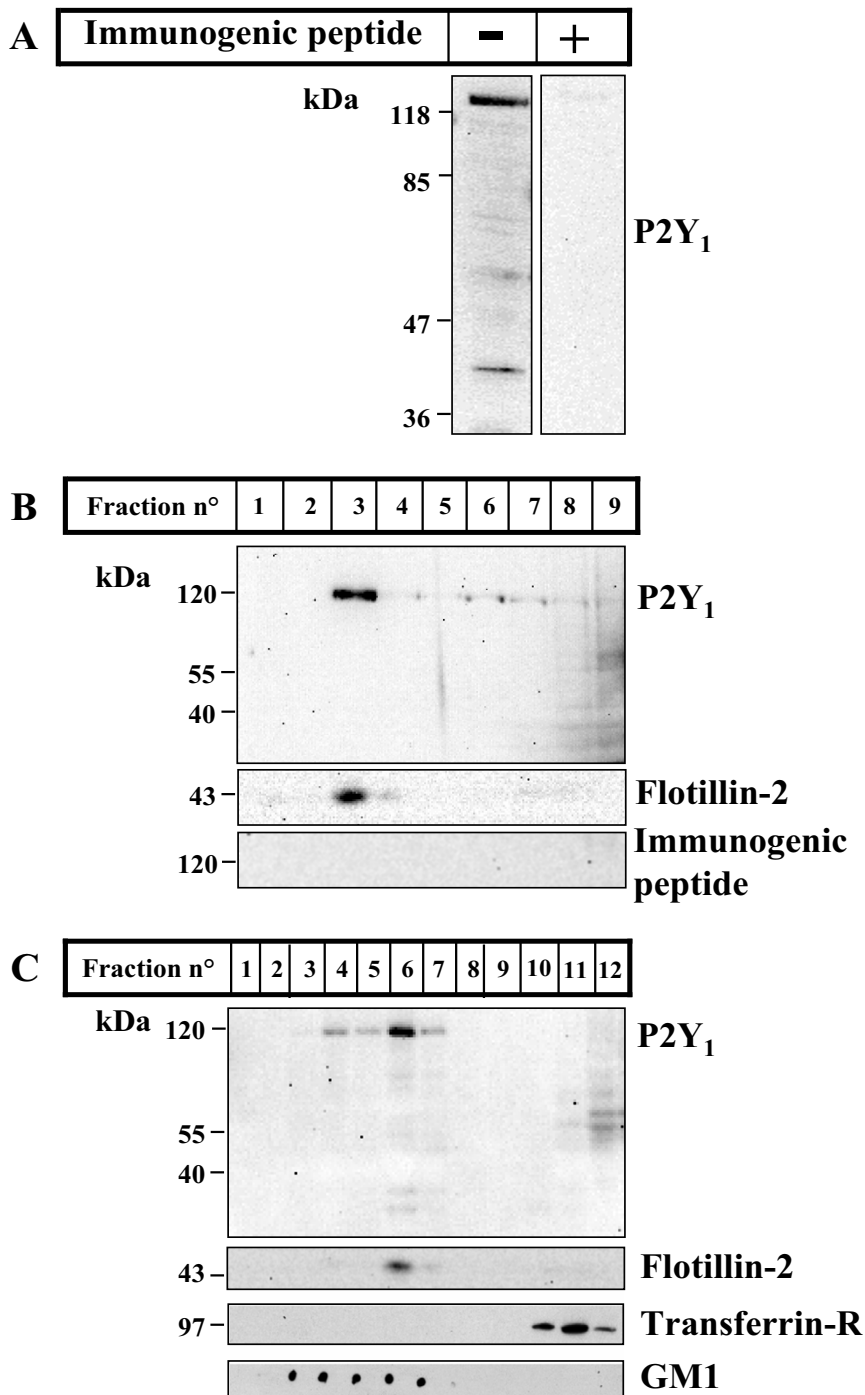 A Immunogenic peptide - +
kDa
118
85
P2Y₁
47
36
B Fraction n° 1 2 3 4 5 6 7 8 9
kDa 120 P2Y₁
55
40
43 Flotillin-2
Immunogenic
120
peptide
C Fraction n° 1 2 3 4 5 6 7 8 9 10 11 12
kDa 120 P2Y₁
55
40
43 Flotillin-2
97 Transferrin-R
GM1